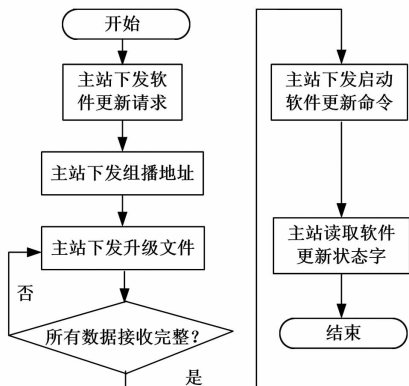 开始
主站下发软
件更新请求
主站下发组播地址
主站下发升级文件
否
所有数据接收完整?
是
主站下发启动
软件更新命令
主站读取软件
更新状态字
结束